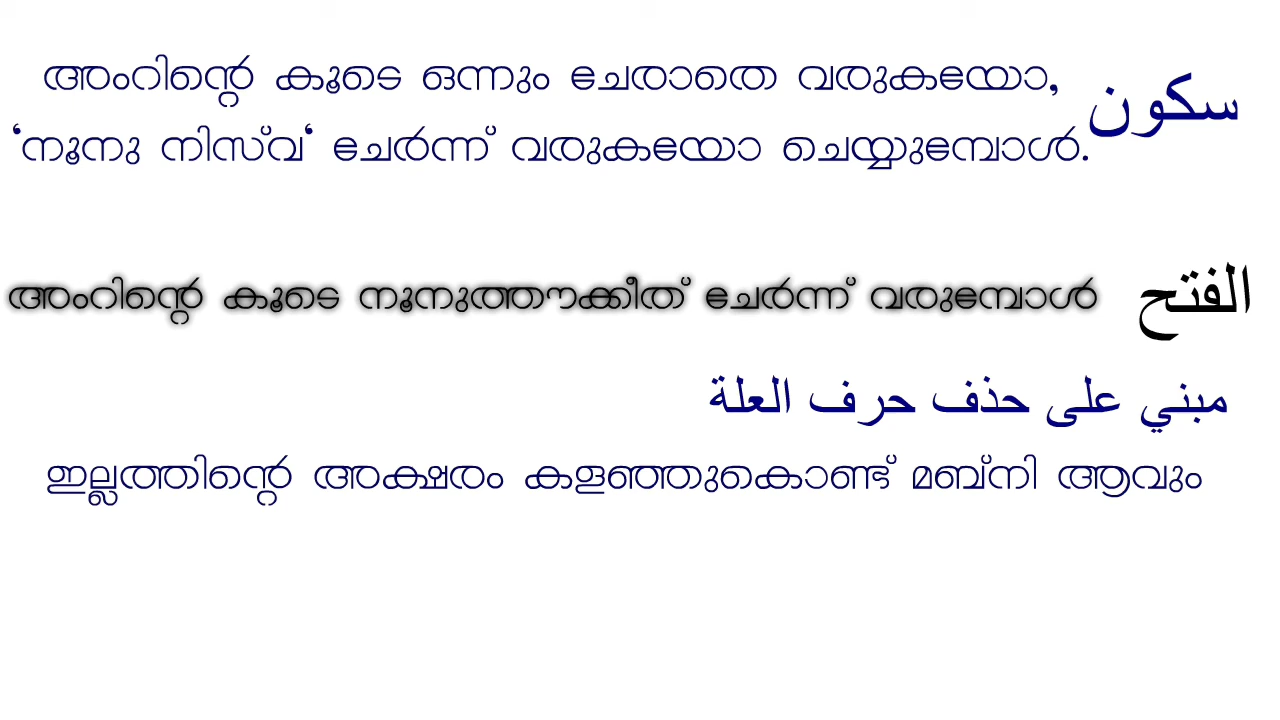 അംറിന്റെ കൂടെ ഒന്നും ചേരാതെ വരുകയോ,
‘നൂനു നിസ്‌വ‘ ചേർന്ന് വരുകയോ ചെയ്യുമ്പോൾ.
سكون
അംറിന്റെ കൂടെ നൂനുത്തൗക്കീത് ചേർന്ന് വരുമ്പോൾ
الفتح
مبني على حذف حرف العلة
ഇല്ലത്തിന്റെ അക്ഷരം കളഞ്ഞുകൊണ്ട് മബ്നി ആവും